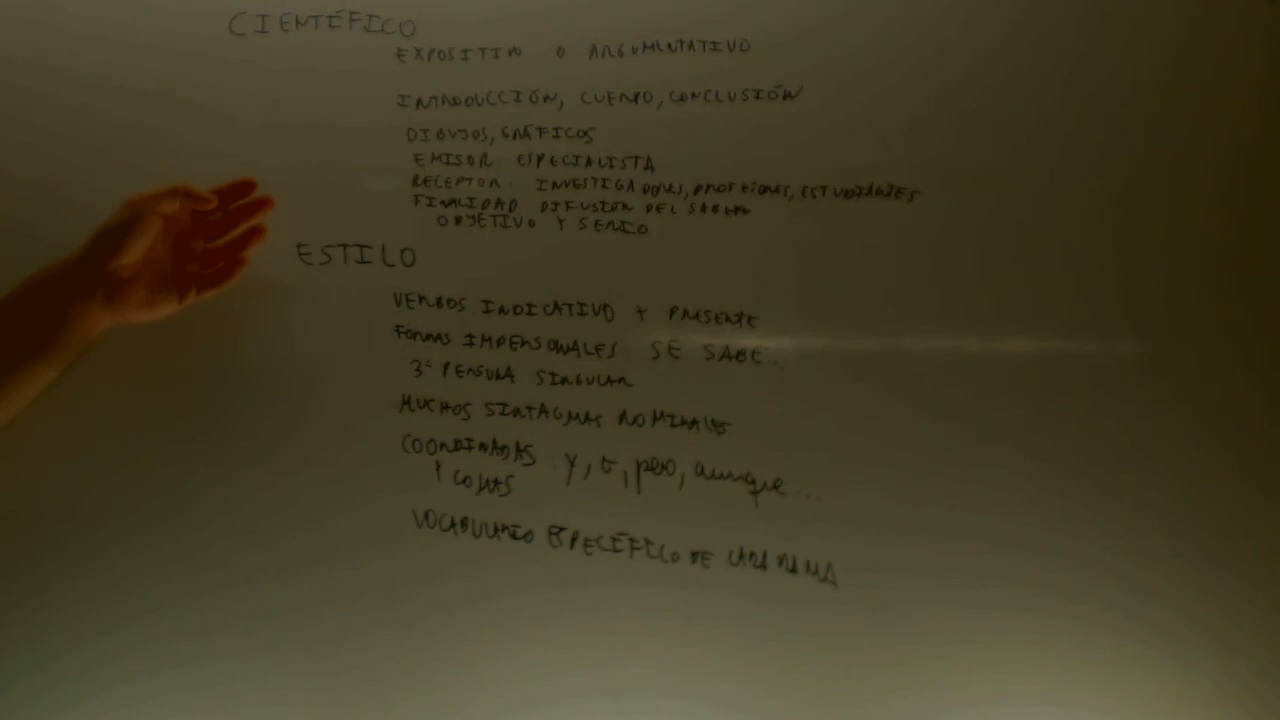 CIENTÍFICO
EXPOSITIVO O ARGUMENTATIVO
INTRODUCCIÓN, CUERPO, CONCLUSIÓN
DIBUJOS, GRÁFICOS
EMISOR: ESPECIALISTA
RECEPTOR: INVESTIGADORES, PROFESORES, ESTUDIANTES
FINALIDAD DIFUSIÓN DEL SABER
OBJETIVO Y SERIO
ESTILO
VERBOS INDICATIVO + PRESENTE
FORMAS IMPERSONALES SE SABE...
3ª PERSONA SINGULAR
MUCHOS SINTAGMAS NOMINALES
COORDINADAS: y, o, pero, aunque...
Y COMAS
VOCABULARIO ESPECÍFICO DE CADA RAMA